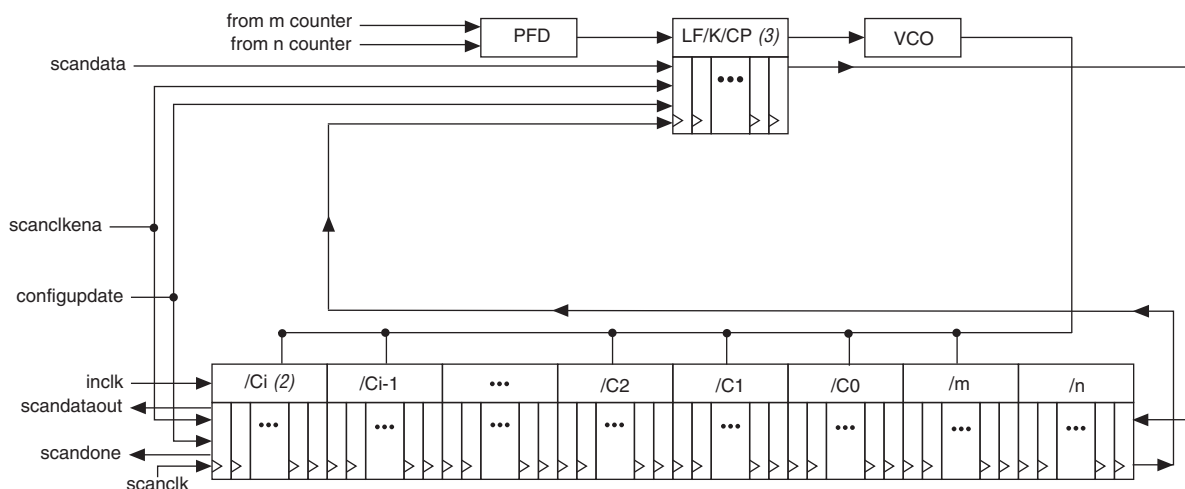 from m counter
from n counter
PFD
LF/K/CP (3)
VCO
scandata
•••
scanclkena
configupdate
inclk
/Ci (2)
/Ci-1
•••
/C2
/C1
/C0
/m
/n
scandataout
•••
•••
•••
•••
•••
•••
•••
•••
scandone
scanclk